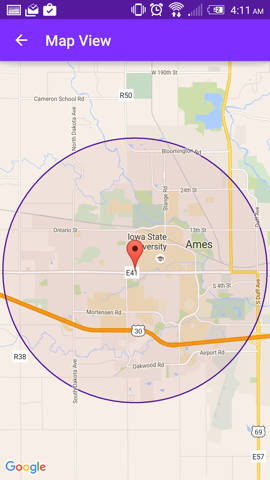 4:11 AM
Map View
W 190th St
R50
Cameron School Rd
North Dakota Ave
Bloomington Rd
24th St
Stange Rd
Duff Ave
Ontario St
13th St
Iowa State
University
Ames
E41
S 4th St
S Duff Ave
Mortensen Rd
30
R38
Airport Rd
Oakwood Rd
South Dakota Ave
69
E57
Google